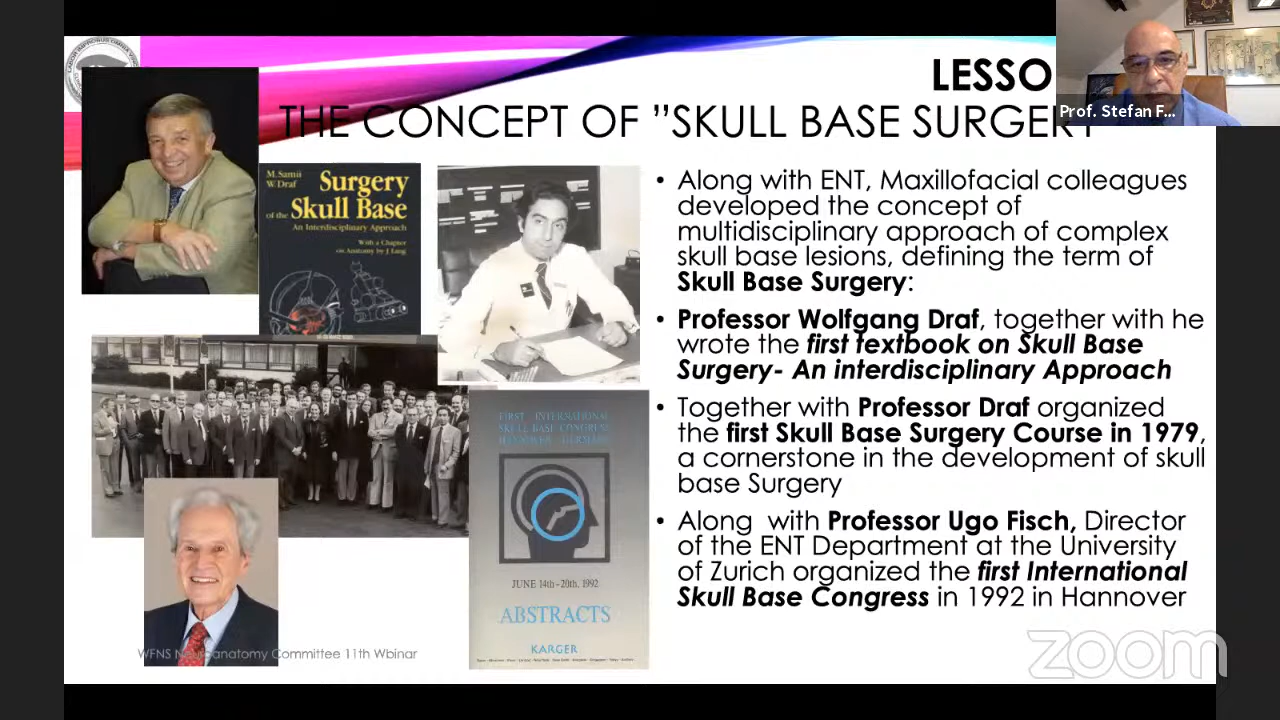 LESSO
THE CONCEPT OF ”SKULL BASE SURGERY
Prof. Stefan F...
M. Samii
W. Draf
Surgery
of the Skull Base
An Interdisciplinary Approach
With a Chapter
on Anatomy by J. Lang
• Along with ENT, Maxillofacial colleagues
developed the concept of
multidisciplinary approach of complex
skull base lesions, defining the term of
Skull Base Surgery:
• Professor Wolfgang Draf, together with he
wrote the first textbook on Skull Base
Surgery- An interdisciplinary Approach
• Together with Professor Draf organized
the first Skull Base Surgery Course in 1979,
a cornerstone in the development of skull
base Surgery
• Along with Professor Ugo Fisch, Director
of the ENT Department at the University
of Zurich organized the first International
Skull Base Congress in 1992 in Hannover
FIRST INTERNATIONAL
SKULL BASE CONGRESS
HANNOVER GERMANY
JUNE 14th-20th, 1992
ABSTRACTS
KARGER
WFNS Neuroanatomy Committee 11th Wbinar
zoom